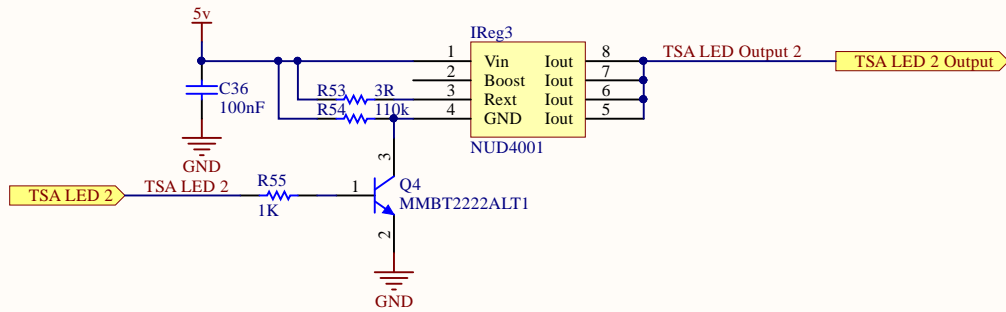 5v
IReg3
1 Vin Iout 8
2 Boost Iout 7
3 Rext Iout 6
4 GND Iout 5
NUD4001
TSA LED Output 2
TSA LED 2 Output
C36
100nF
GND
R53 3R
R54 110k
3
TSA LED 2
TSA LED 2
R55
1K
1
Q4
MMBT2222ALT1
2
GND